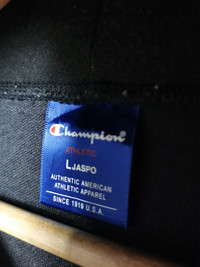 Champion
ATHLETIC
L JASPO
AUTHENTIC AMERICAN
ATHLETIC APPAREL
SINCE 1919 U.S.A.